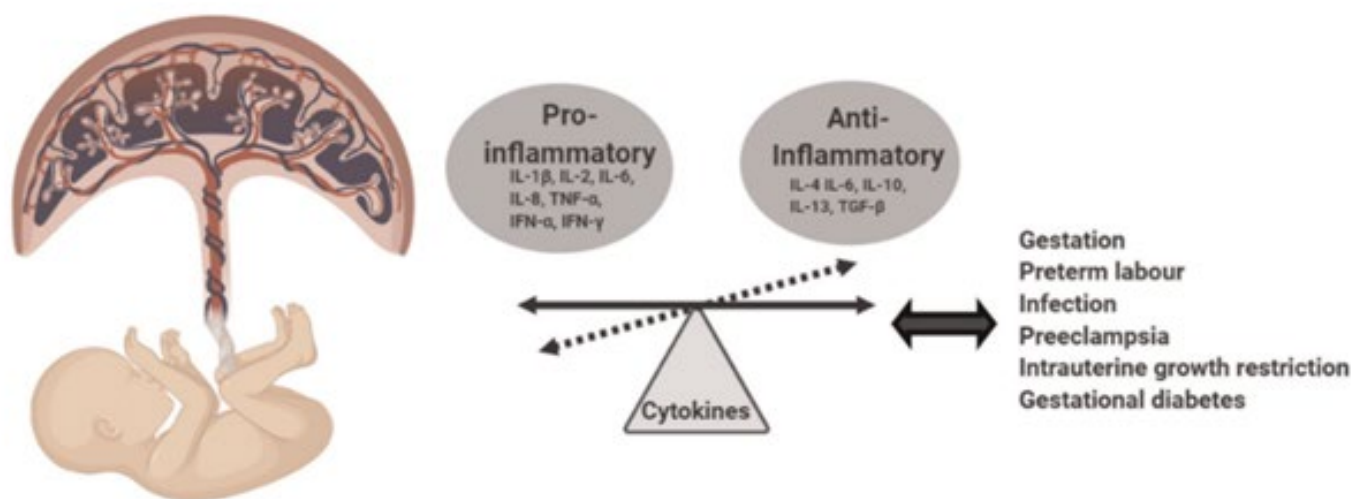 Pro-
inflammatory
IL-1β, IL-2, IL-6,
IL-8, TNF-α,
IFN-α, IFN-γ
Anti-
Inflammatory
IL-4 IL-6, IL-10,
IL-13, TGF-β
Cytokines
Gestation
Preterm labour
Infection
Preeclampsia
Intrauterine growth restriction
Gestational diabetes